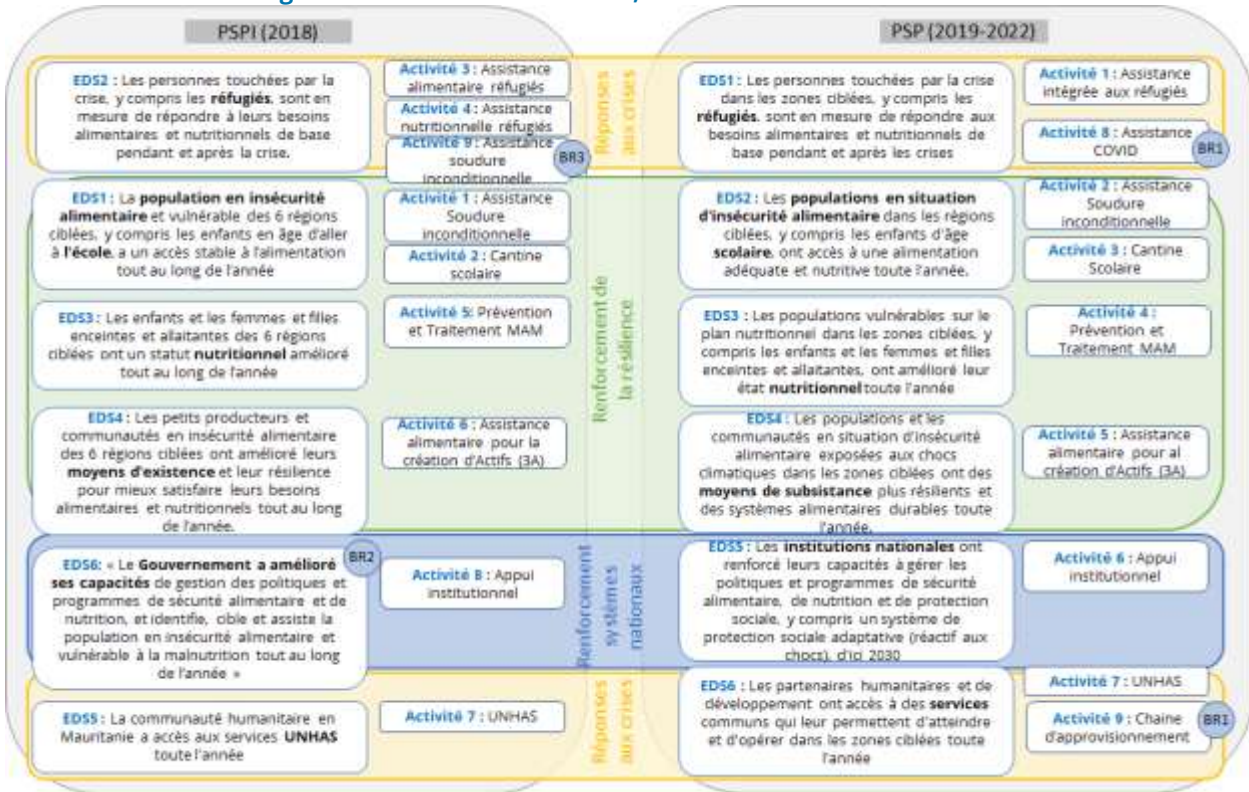 PSPI (2018)
EDS2 : Les personnes touchées par la
crise, y compris les réfugiés, sont en
mesure de répondre à leurs besoins
alimentaires et nutritionnels de base
pendant et après la crise.
Activité 3 : Assistance
alimentaire réfugiés
Activité 4 : Assistance
nutritionnelle réfugiés
Activité 9 : Assistance
soudure
inconditionnelle
BR3
EDS1 : La population en insécurité
alimentaire et vulnérable des 6 régions
ciblées, y compris les enfants en âge d'aller
à l'école, a un accès stable à l'alimentation
tout au long de l'année
Activité 1 : Assistance
Soudure
inconditionnelle
Activité 2 : Cantine
scolaire
EDS3 : Les enfants et les femmes et filles
enceintes et allaitantes des 6 régions
ciblées ont un statut nutritionnel amélioré
tout au long de l'année
Activité 5: Prévention
et Traitement MAM
EDS4 : Les petits producteurs et
communautés en insécurité alimentaire
des 6 régions ciblées ont amélioré leurs
moyens d'existence et leur résilience
pour mieux satisfaire leurs besoins
alimentaires et nutritionnels tout au long
de l'année.
Activité 6 : Assistance
alimentaire pour la
création d'Actifs (3A)
EDS6: « Le Gouvernement a amélioré
ses capacités de gestion des politiques et
programmes de sécurité alimentaire et de
nutrition, et identifie, cible et assiste la
population en insécurité alimentaire et
vulnérable à la malnutrition tout au long
de l'année »
BR2
Activité 8 : Appui
institutionnel
EDS5 : La communauté humanitaire en
Mauritanie a accès aux services UNHAS
toute l'année
Activité 7 : UNHAS
Réponses
aux crises
Renforcement de
la résilience
Renforcement
systèmes
nationaux
Réponses
aux crises
PSP (2019-2022)
EDS1 : Les personnes touchées par la crise
dans les zones ciblées, y compris les
réfugiés, sont en mesure de répondre aux
besoins alimentaires et nutritionnels de
base pendant et après les crises
Activité 1 : Assistance
intégrée aux réfugiés
Activité 8 : Assistance
COVID
BR1
EDS2 : Les populations en situation
d'insécurité alimentaire dans les régions
ciblées, y compris les enfants d'âge
scolaire, ont accès à une alimentation
adéquate et nutritive toute l'année.
Activité 2 : Assistance
Soudure
inconditionnelle
Activité 3 : Cantine
Scolaire
EDS3 : Les populations vulnérables sur le
plan nutritionnel dans les zones ciblées, y
compris les enfants et les femmes et filles
enceintes et allaitantes, ont amélioré leur
état nutritionnel toute l'année
Activité 4 :
Prévention et
Traitement MAM
EDS4 : Les populations et les
communautés en situation d'insécurité
alimentaire exposées aux chocs
climatiques dans les zones ciblées ont des
moyens de subsistance plus résilients et
des systèmes alimentaires durables toute
l'année.
Activité 5 : Assistance
alimentaire pour al
création d'Actifs (3A)
EDS5 : Les institutions nationales ont
renforcé leurs capacités à gérer les
politiques et programmes de sécurité
alimentaire, de nutrition et de protection
sociale, y compris un système de
protection sociale adaptative (réactif aux
chocs), d'ici 2030
Activité 6 : Appui
institutionnel
EDS6 : Les partenaires humanitaires et de
développement ont accès à des services
communs qui leur permettent d'atteindre
et d'opérer dans les zones ciblées toute
l'année
Activité 7 : UNHAS
Activité 9 : Chaine
d'approvisionnement
BR1